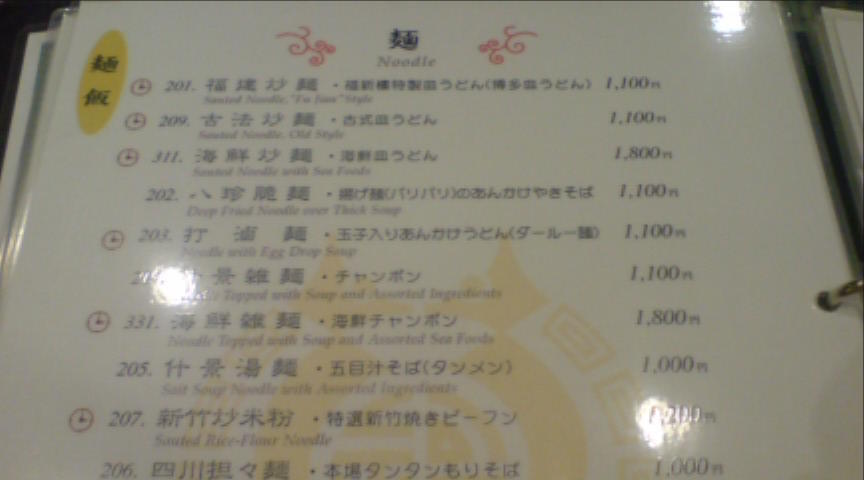 麺
Noodle
麺
飯
201. 福建炒麺 ・福新樓特製皿うどん(博多皿うどん) 1,100円
Sauted Noodle, "Fu Jian" Style
209. 古法炒麺 ・古式皿うどん 1,100円
Sauted Noodle, Old Style
311. 海鮮炒麺 ・海鮮皿うどん 1,800円
Sauted Noodle with Sea Foods
202. 八珍脆麺 ・揚げ麺(パリパリ)のあんかけやきそば 1,100円
Deep Fried Noodle over Thick Soup
203. 打滷麺 ・玉子入りあんかけうどん(ダールー麺) 1,100円
Noodle with Egg Drop Soup
什景雑麺 ・チャンポン 1,100円
Topped with Soup and Assorted Ingredients
331. 海鮮雑麺 ・海鮮チャンポン 1,800円
Noodle Topped with Soup and Assorted Sea Foods
205. 什景湯麺 ・五目汁そば(タンメン) 1,000円
Salt Soup Noodle with Assorted Ingredients
207. 新竹炒米粉 ・特選新竹焼きビーフン 1,200円
Sauted Rice-Flour Noodle
206. 四川担々麺 ・本場タンタンもりそば 1,000円